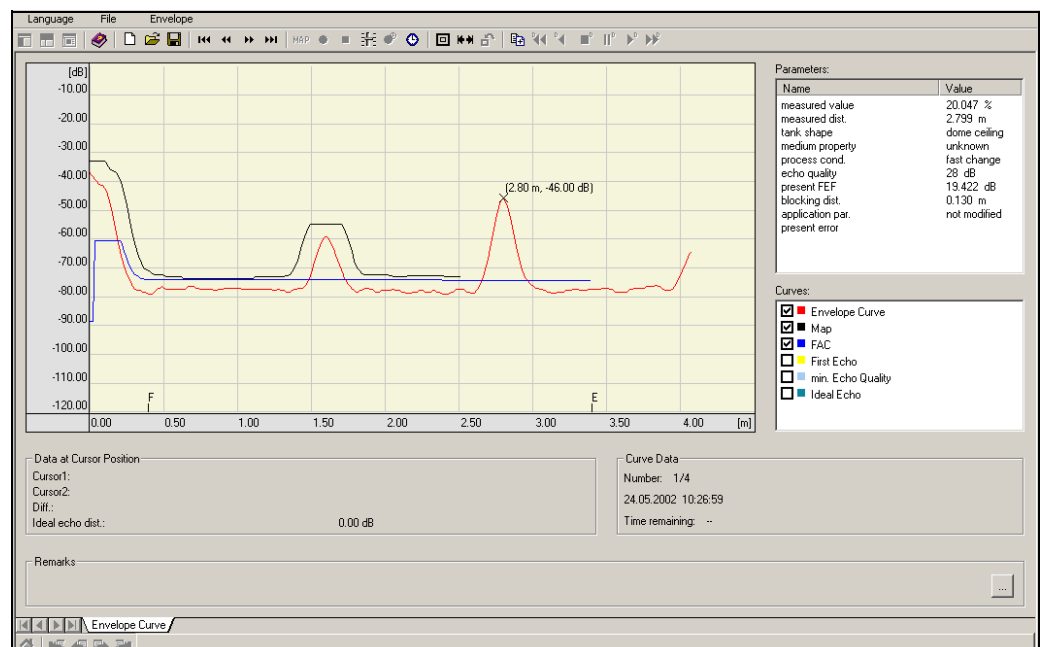 Language File Envelope
MAP
[dB]
-10.00
-20.00
-30.00
-40.00
-50.00
-60.00
-70.00
-80.00
-90.00
-100.00
-110.00
-120.00
(2.80 m, -46.00 dB)
F
E
0.00 0.50 1.00 1.50 2.00 2.50 3.00 3.50 4.00 [m]
Parameters:
Name Value
measured value 20.047 %
measured dist. 2.799 m
tank shape dome ceiling
medium property unknown
process cond. fast change
echo quality 28 dB
present FEF 19.422 dB
blocking dist. 0.130 m
application par. not modified
present error
Curves:
Envelope Curve
Map
FAC
First Echo
min. Echo Quality
Ideal Echo
Data at Cursor Position
Cursor1:
Cursor2:
Diff.:
Ideal echo dist.: 0.00 dB
Curve Data
Number: 1/4
24.05.2002 10:26:59
Time remaining: --
Remarks
...
Envelope Curve